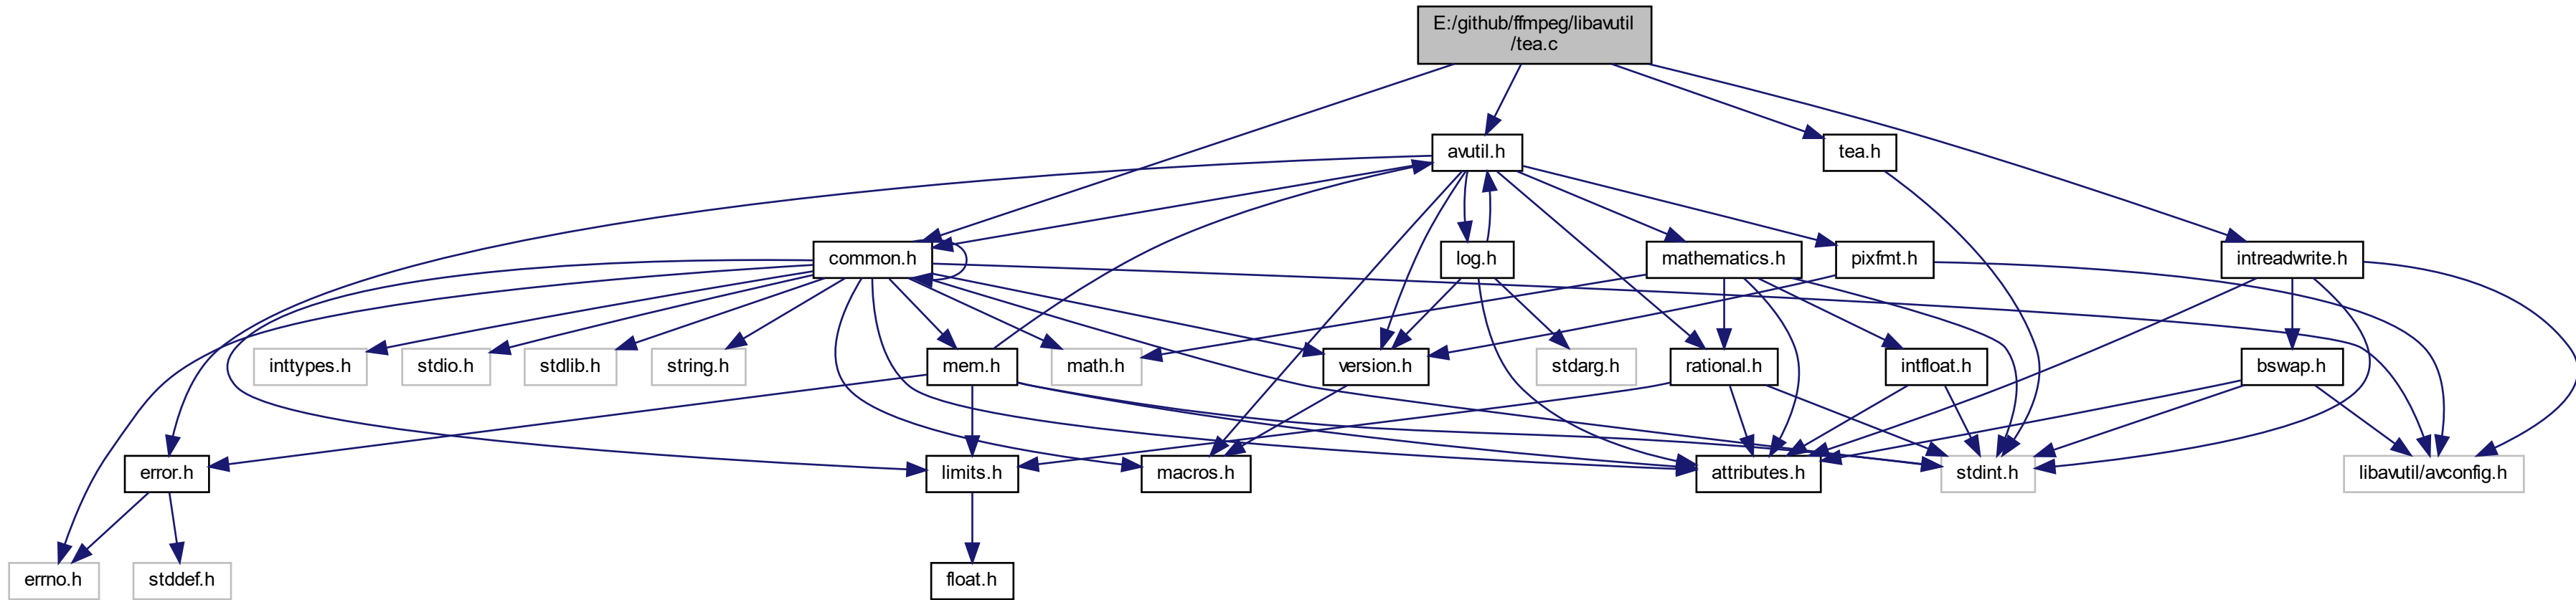 E:/github/ffmpeg/libavutil
/tea.c
avutil.h
tea.h
common.h
log.h
mathematics.h
pixfmt.h
intreadwrite.h
inttypes.h
stdio.h
stdlib.h
string.h
mem.h
math.h
version.h
stdarg.h
rational.h
intfloat.h
bswap.h
error.h
limits.h
macros.h
attributes.h
stdint.h
libavutil/avconfig.h
errno.h
stddef.h
float.h